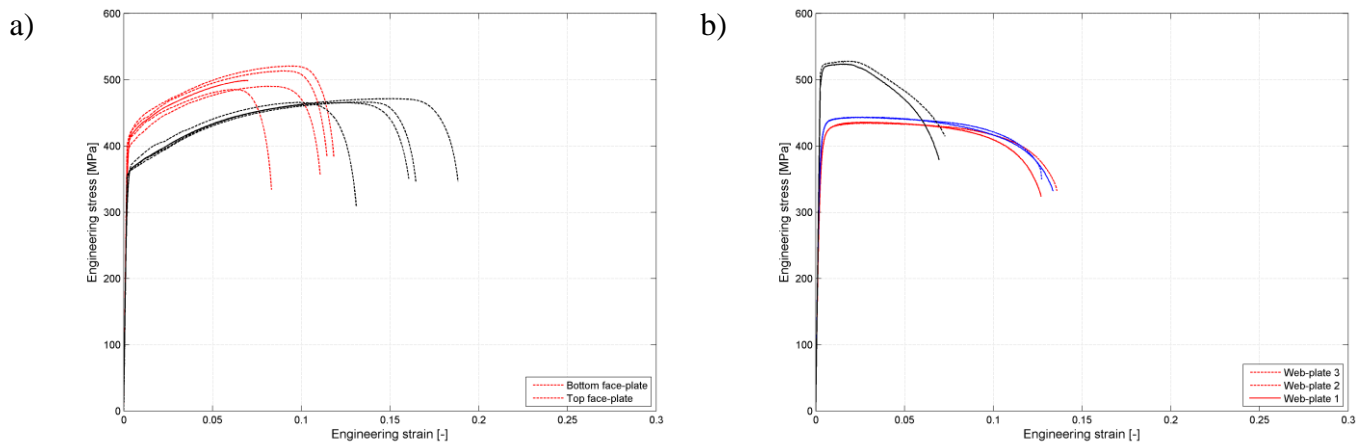 a)
600
500
400
300
200
100
0
Engineering stress [MPa]
0
0.05
0.1
0.15
0.2
0.25
0.3
Engineering strain [-]
Bottom face-plate
Top face-plate
b)
600
500
400
300
200
100
0
Engineering stress [MPa]
0
0.05
0.1
0.15
0.2
0.25
0.3
Engineering strain [-]
Web-plate 3
Web-plate 2
Web-plate 1